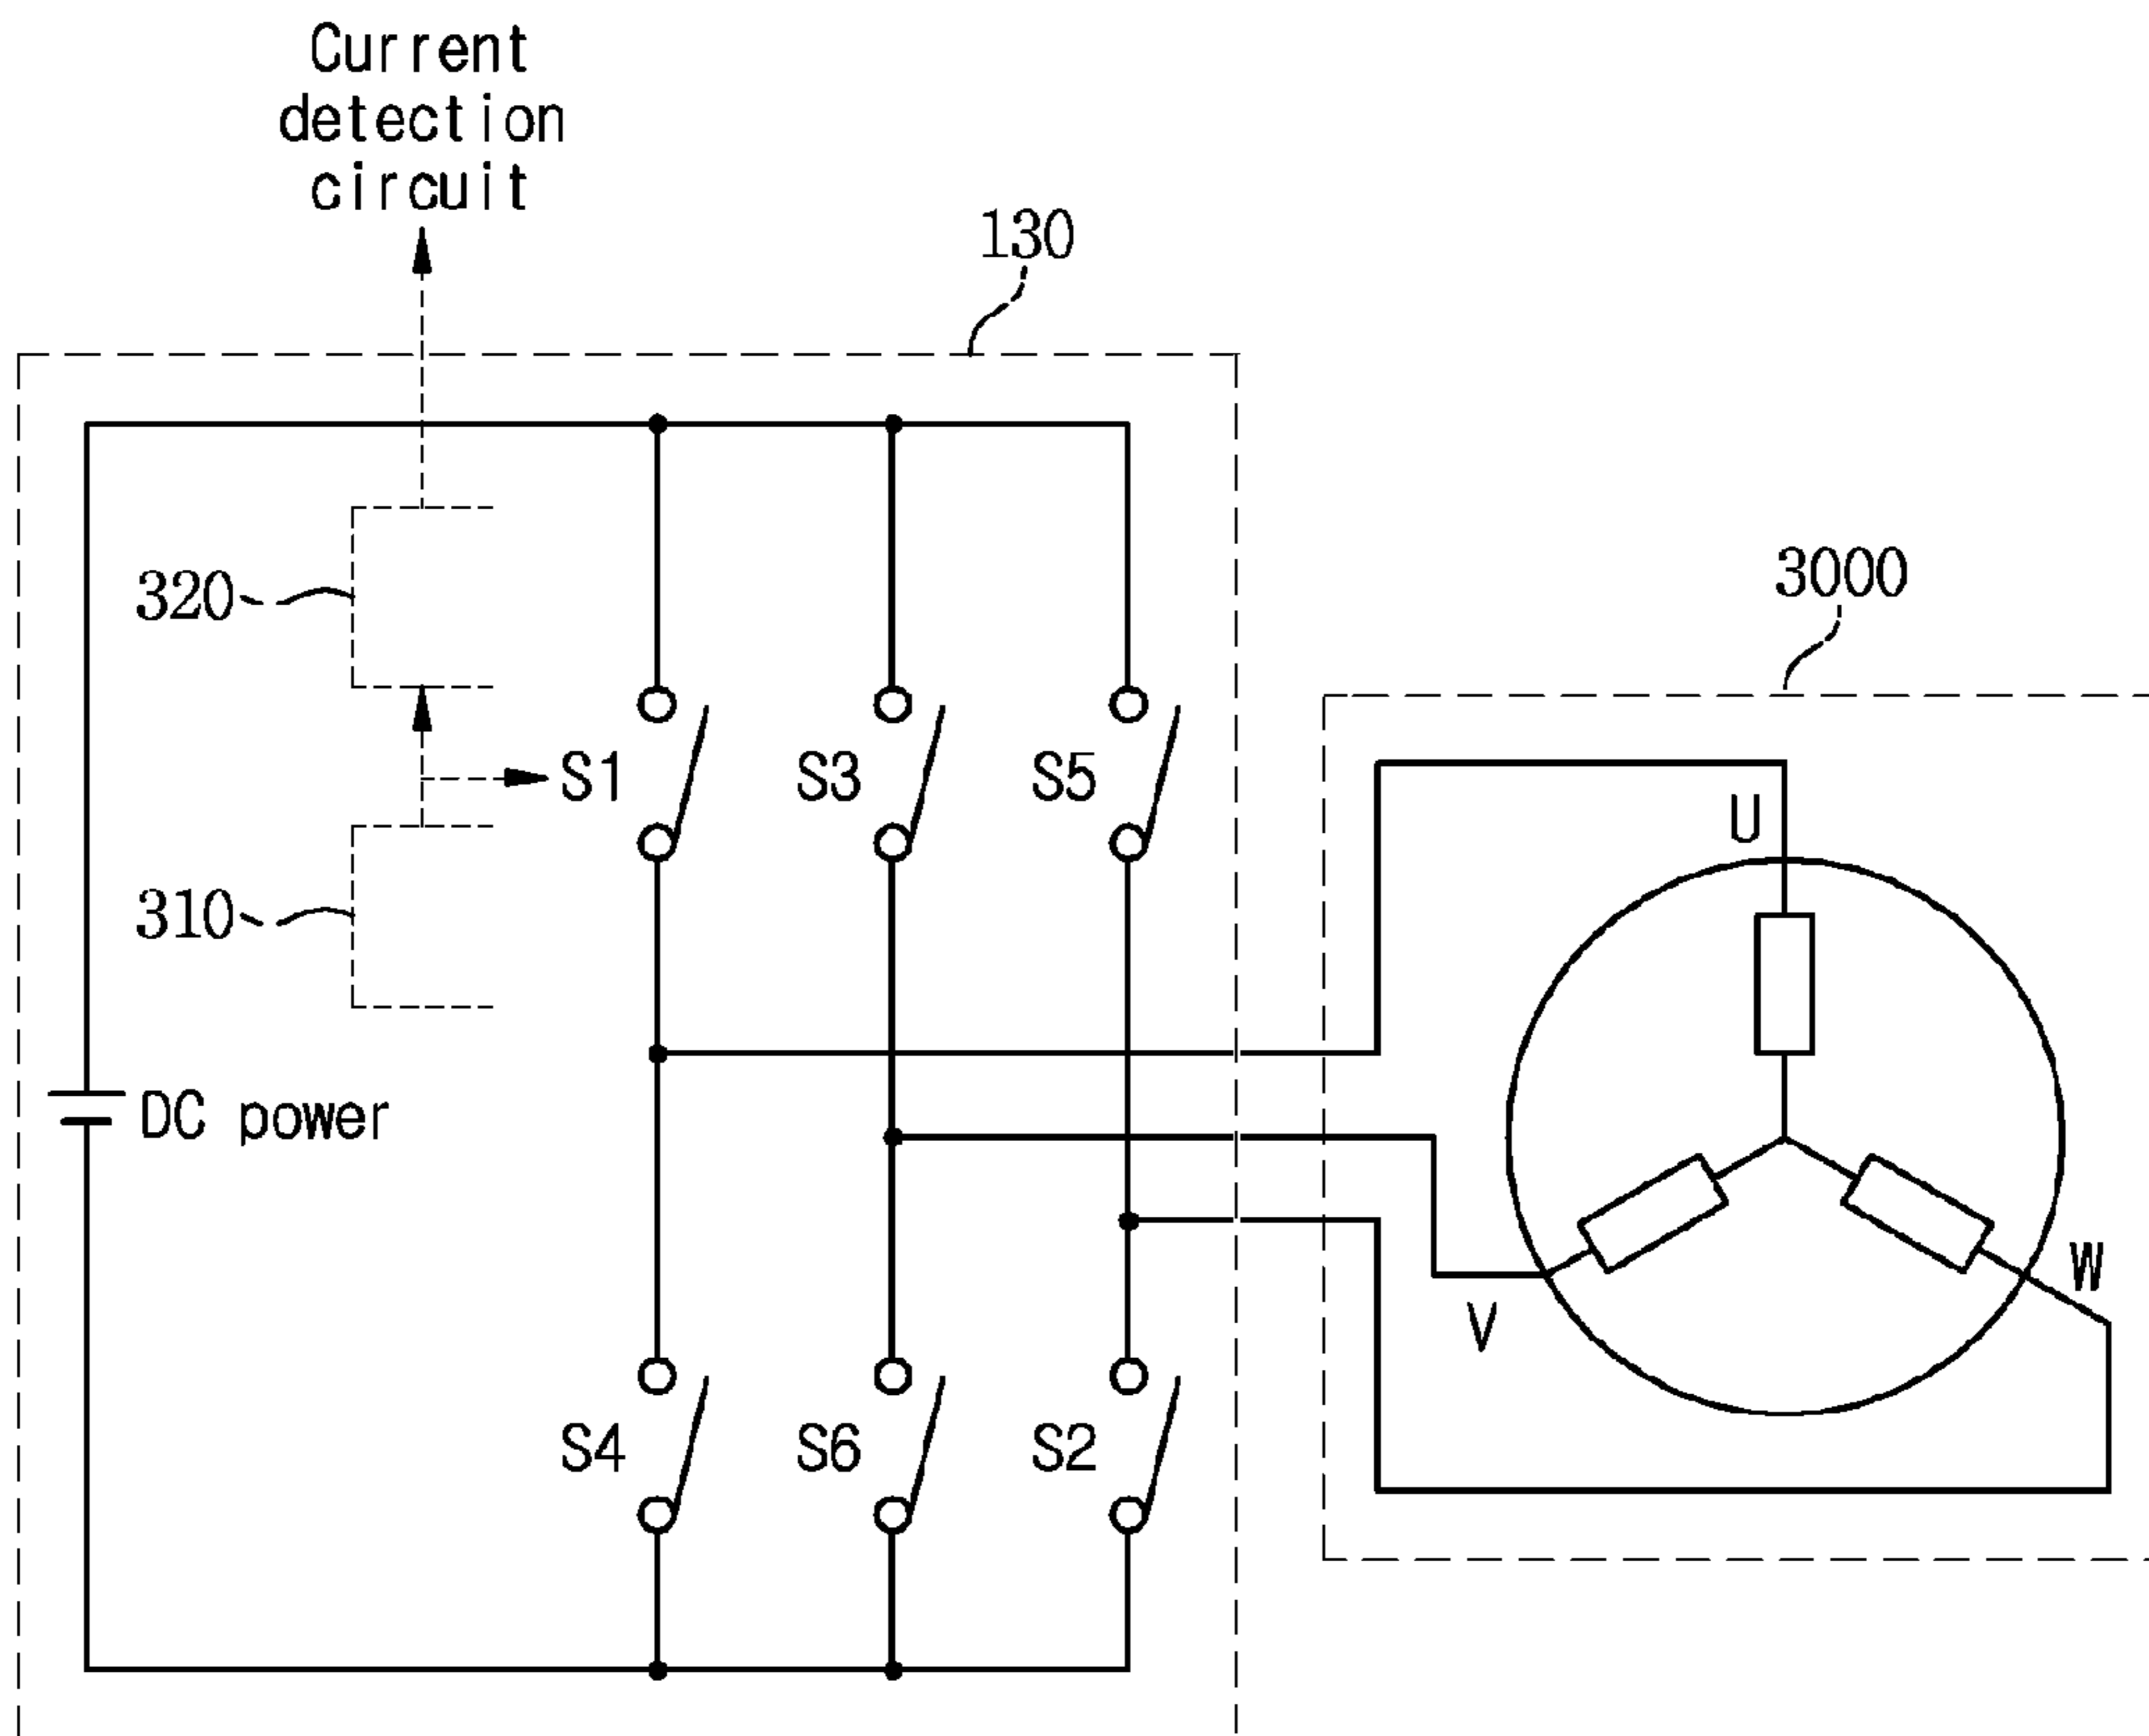 Current
detection
circuit
130
320
3000
S1
S3
S5
U
310
DC power
W
V
S4
S6
S2